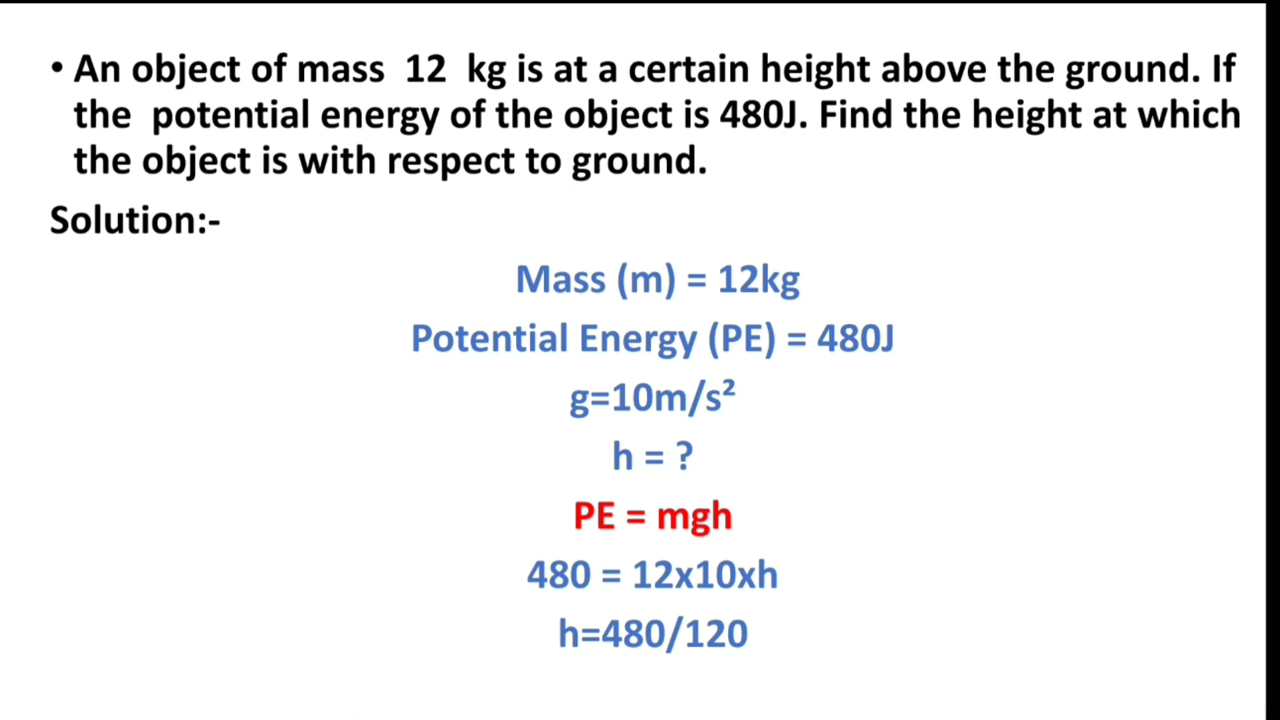 • An object of mass 12 kg is at a certain height above the ground. If
the potential energy of the object is 480J. Find the height at which
the object is with respect to ground.
Solution:-
Mass (m) = 12kg
Potential Energy (PE) = 480J
g=10m/s²
h = ?
PE = mgh
480 = 12x10xh
h=480/120